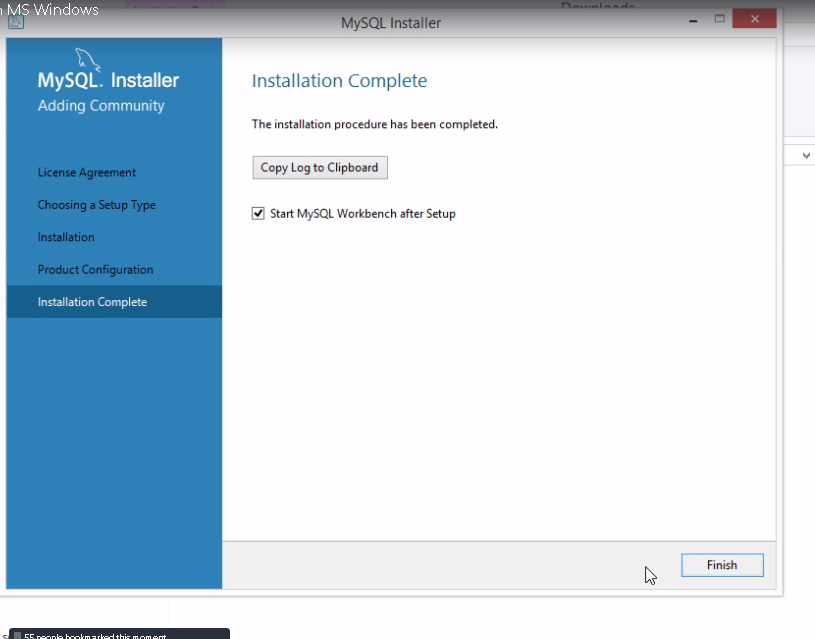 MS Windows
Downloads
MySQL Installer
MySQL. Installer
Adding Community
License Agreement
Choosing a Setup Type
Installation
Product Configuration
Installation Complete
Installation Complete
The installation procedure has been completed.
Copy Log to Clipboard
Start MySQL Workbench after Setup
Finish
55 people bookmarked this moment